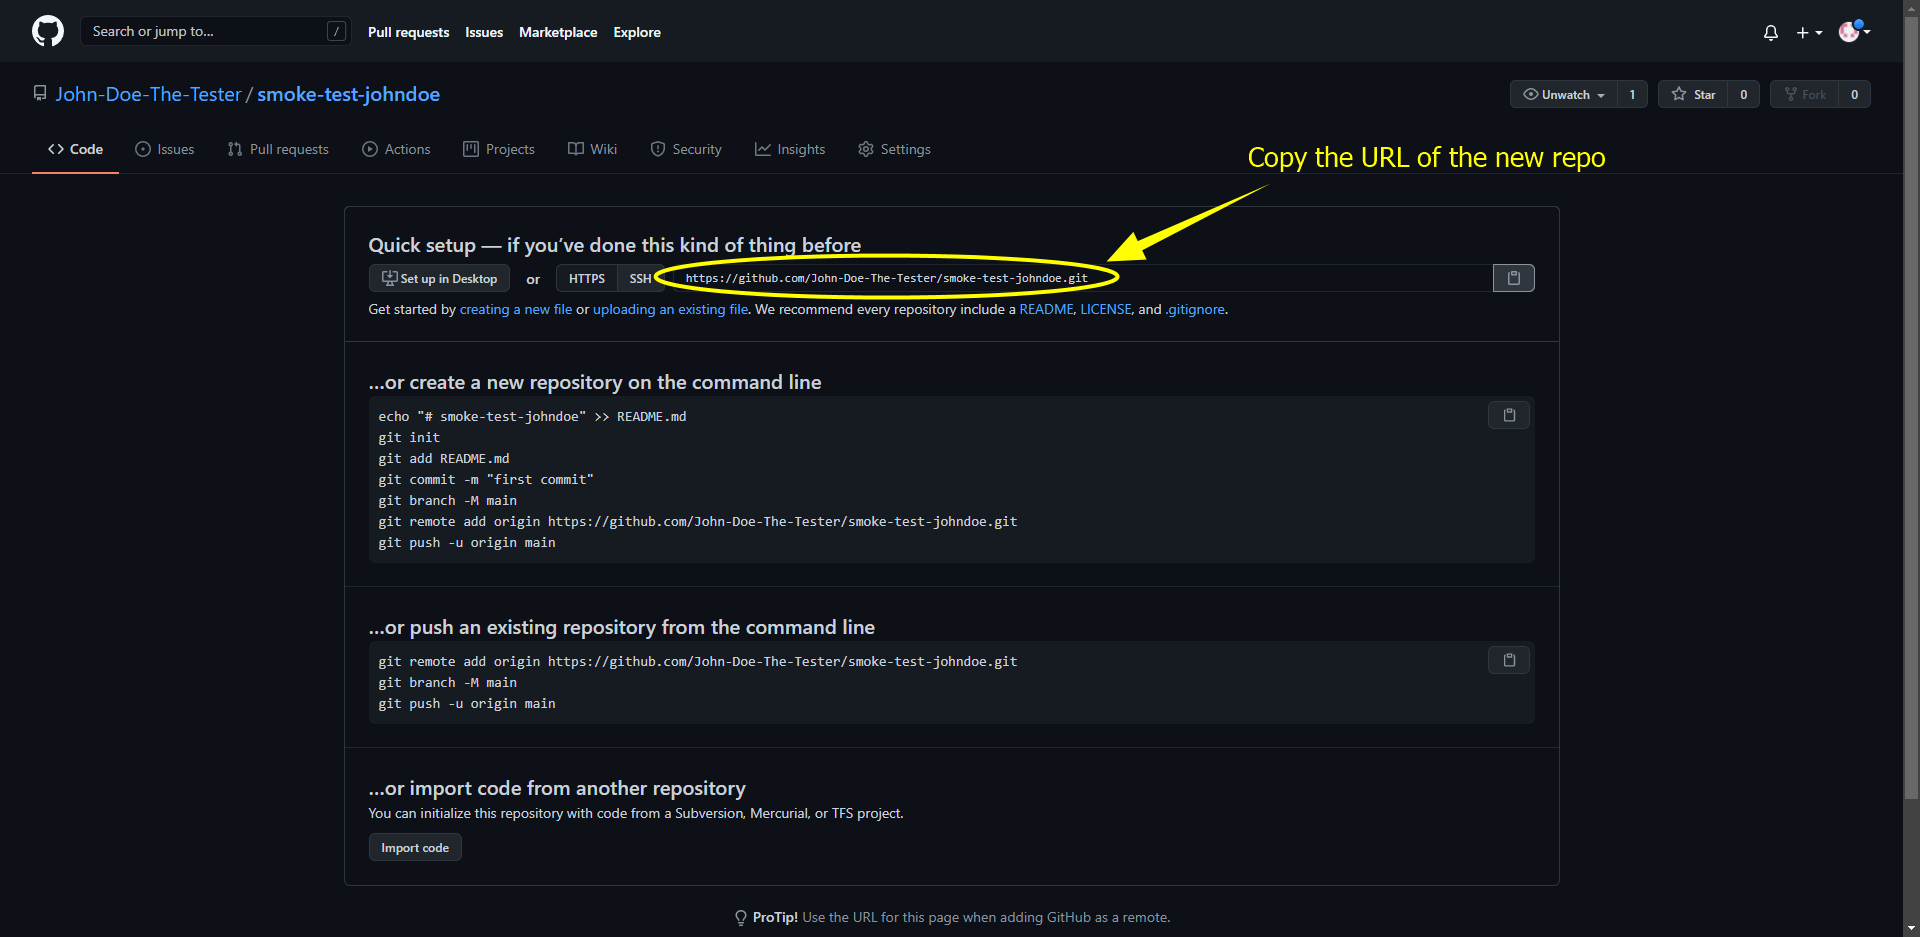 Search or jump to... /
Pull requests Issues Marketplace Explore
John-Doe-The-Tester / smoke-test-johndoe
Unwatch 1 Star 0 Fork 0
Code Issues Pull requests Actions Projects Wiki Security Insights Settings
Copy the URL of the new repo
Quick setup — if you’ve done this kind of thing before
Set up in Desktop or HTTPS SSH https://github.com/John-Doe-The-Tester/smoke-test-johndoe.git
Get started by creating a new file or uploading an existing file. We recommend every repository include a README, LICENSE, and .gitignore.
…or create a new repository on the command line
echo "# smoke-test-johndoe" >> README.md
git init
git add README.md
git commit -m "first commit"
git branch -M main
git remote add origin https://github.com/John-Doe-The-Tester/smoke-test-johndoe.git
git push -u origin main
…or push an existing repository from the command line
git remote add origin https://github.com/John-Doe-The-Tester/smoke-test-johndoe.git
git branch -M main
git push -u origin main
…or import code from another repository
You can initialize this repository with code from a Subversion, Mercurial, or TFS project.
Import code
ProTip! Use the URL for this page when adding GitHub as a remote.